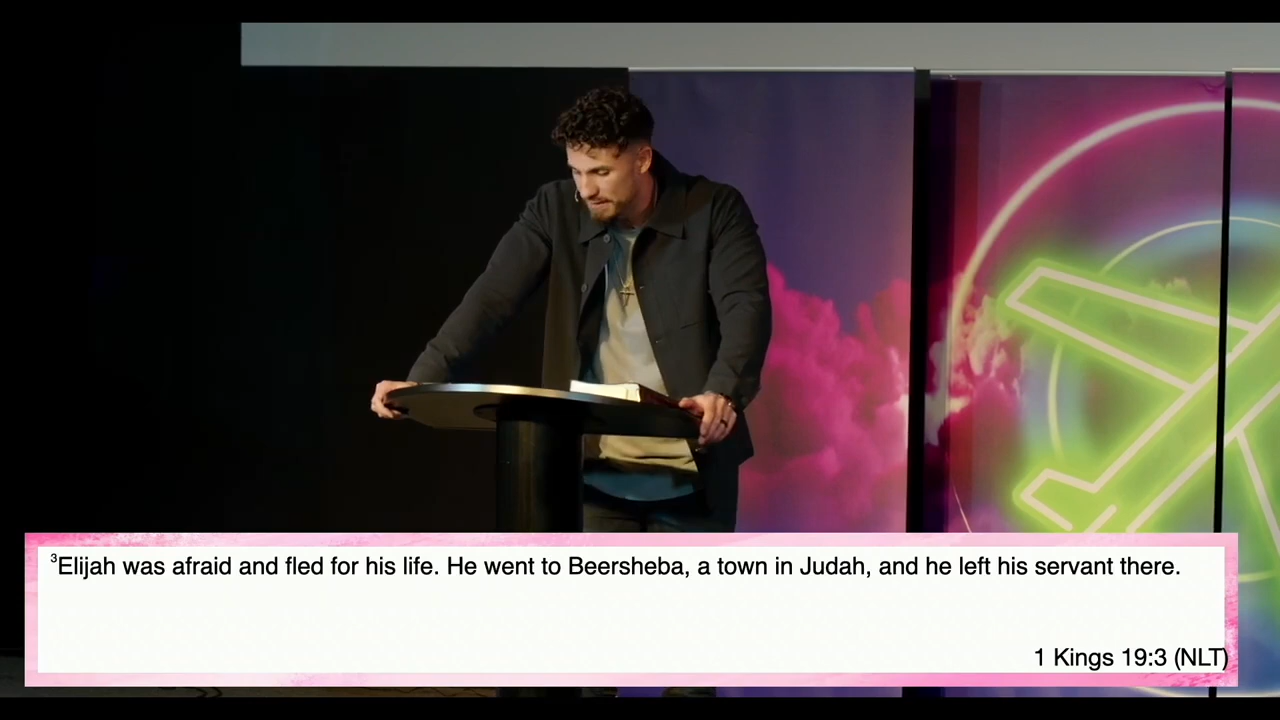 ³Elijah was afraid and fled for his life. He went to Beersheba, a town in Judah, and he left his servant there.
1 Kings 19:3 (NLT)